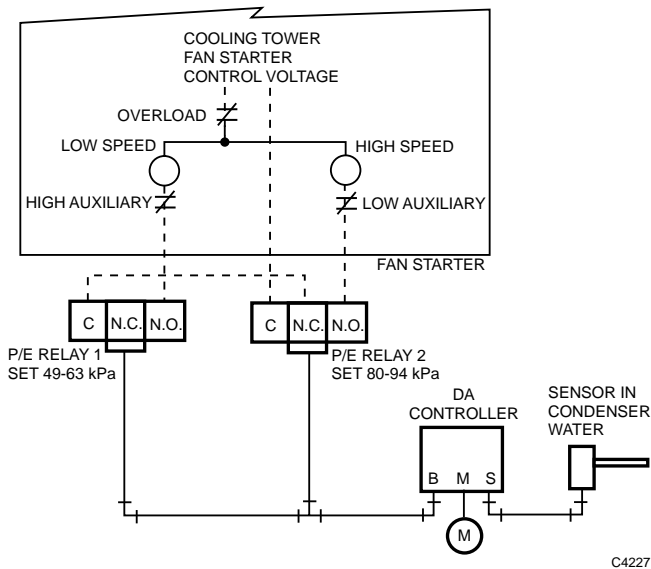 COOLING TOWER
FAN STARTER
CONTROL VOLTAGE
OVERLOAD
LOW SPEED
HIGH SPEED
HIGH AUXILIARY
LOW AUXILIARY
FAN STARTER
C N.C. N.O.
C N.C. N.O.
P/E RELAY 1
SET 49-63 kPa
P/E RELAY 2
SET 80-94 kPa
DA
CONTROLLER
SENSOR IN
CONDENSER
WATER
B M S
M
C4227